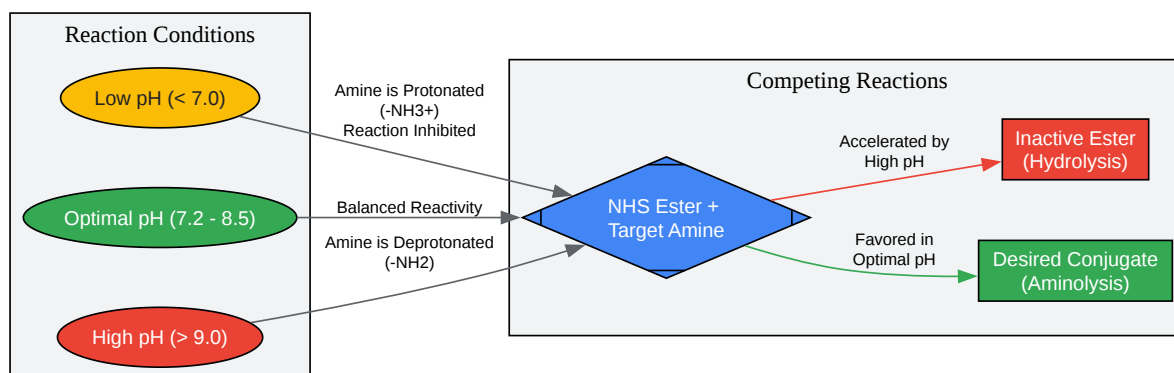 Reaction Conditions
Low pH (< 7.0)
Optimal pH (7.2 - 8.5)
High pH (> 9.0)
Amine is Protonated
(-NH3+)
Reaction Inhibited
Balanced Reactivity
Amine is Deprotonated
(-NH2)
Competing Reactions
NHS Ester +
Target Amine
Accelerated by
High pH
Favored in
Optimal pH
Inactive Ester
(Hydrolysis)
Desired Conjugate
(Aminolysis)